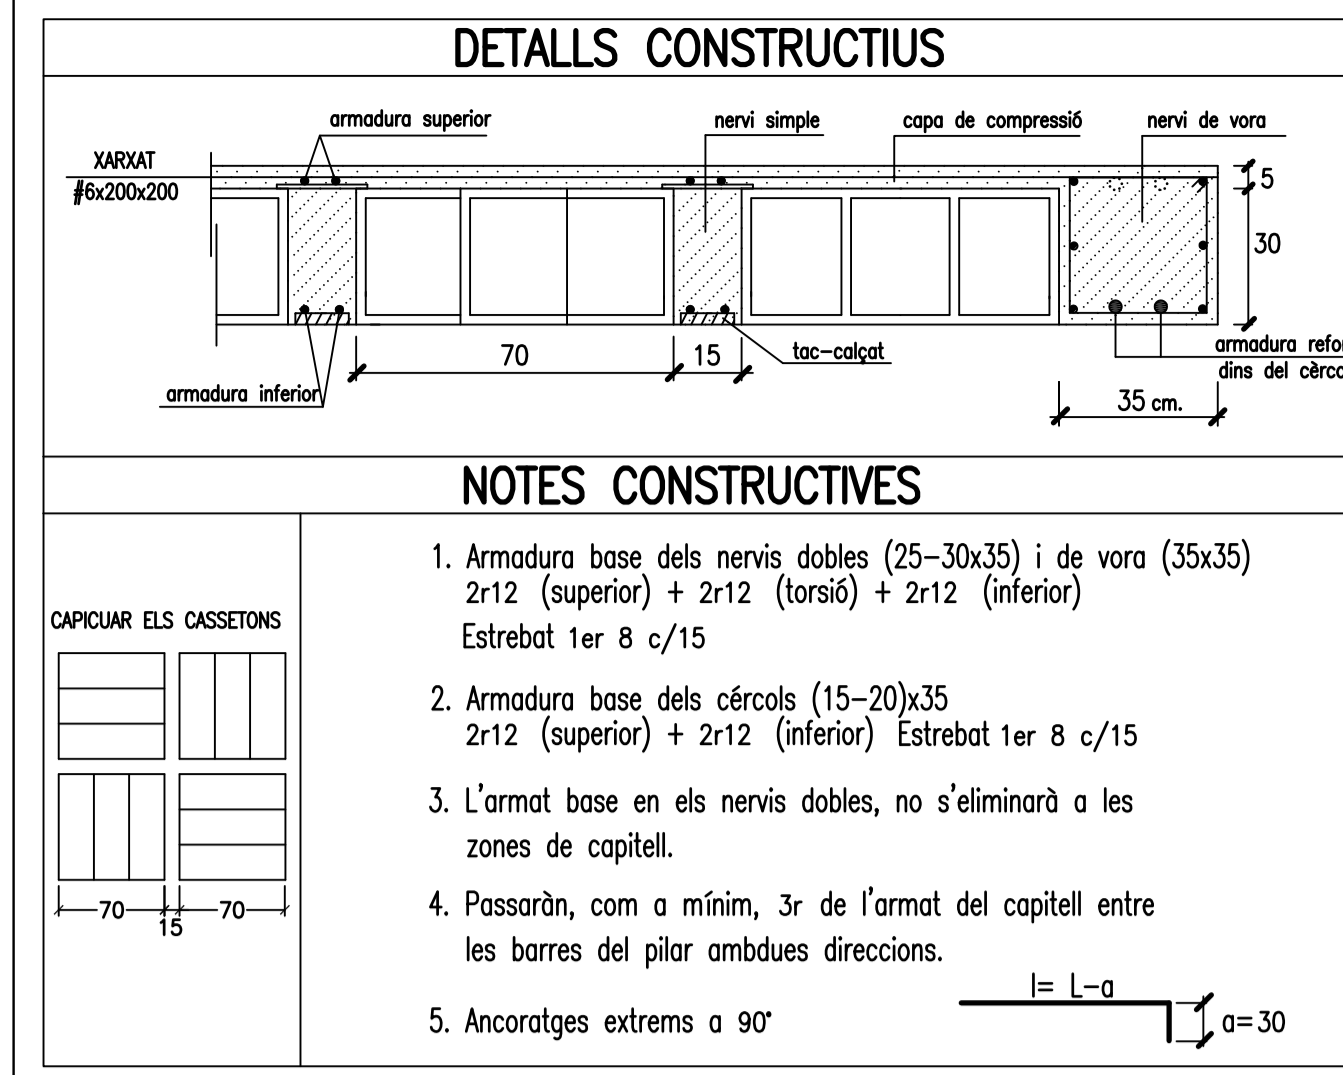 DETALLS CONSTRUCTIUS
armadura superior
nervi simple
capa de compressió
nervi de vora
XARXAT
#6x200x200
5
30
70
15
tac-calçat
armadura inferior
armadura
dins del
35 cm.
NOTES CONSTRUCTIVES
CAPICUAR ELS CASSETONS
70
15
70
1. Armadura base dels nervis dobles (25-30x35) i de vora (35x35)
2r12 (superior) + 2r12 (torsió) + 2r12 (inferior)
Estrebat 1er 8 c/15
2. Armadura base dels cércols (15-20)x35
2r12 (superior) + 2r12 (inferior) Estrebat 1er 8 c/15
3. L'armat base en els nervis dobles, no s'eliminarà a les
zones de capitell.
4. Passaràn, com a mínim, 3r de l'armat del capitell entre
les barres del pilar ambdues direccions.
5. Ancoratges extrems a 90°
l= L-a
a=30